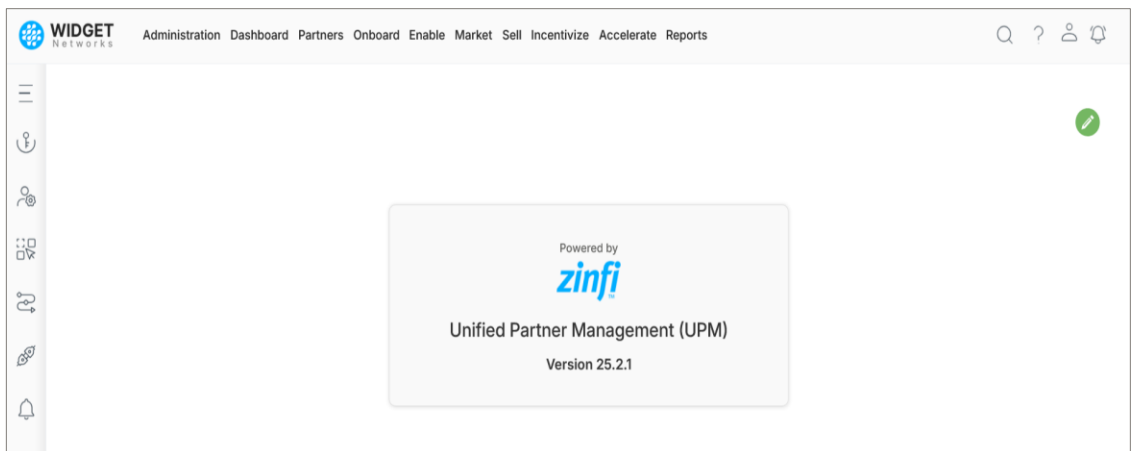 WIDGET
Networks
Administration Dashboard Partners Onboard Enable Market Sell Incentivize Accelerate Reports
Powered by
zinfi™
Unified Partner Management (UPM)
Version 25.2.1